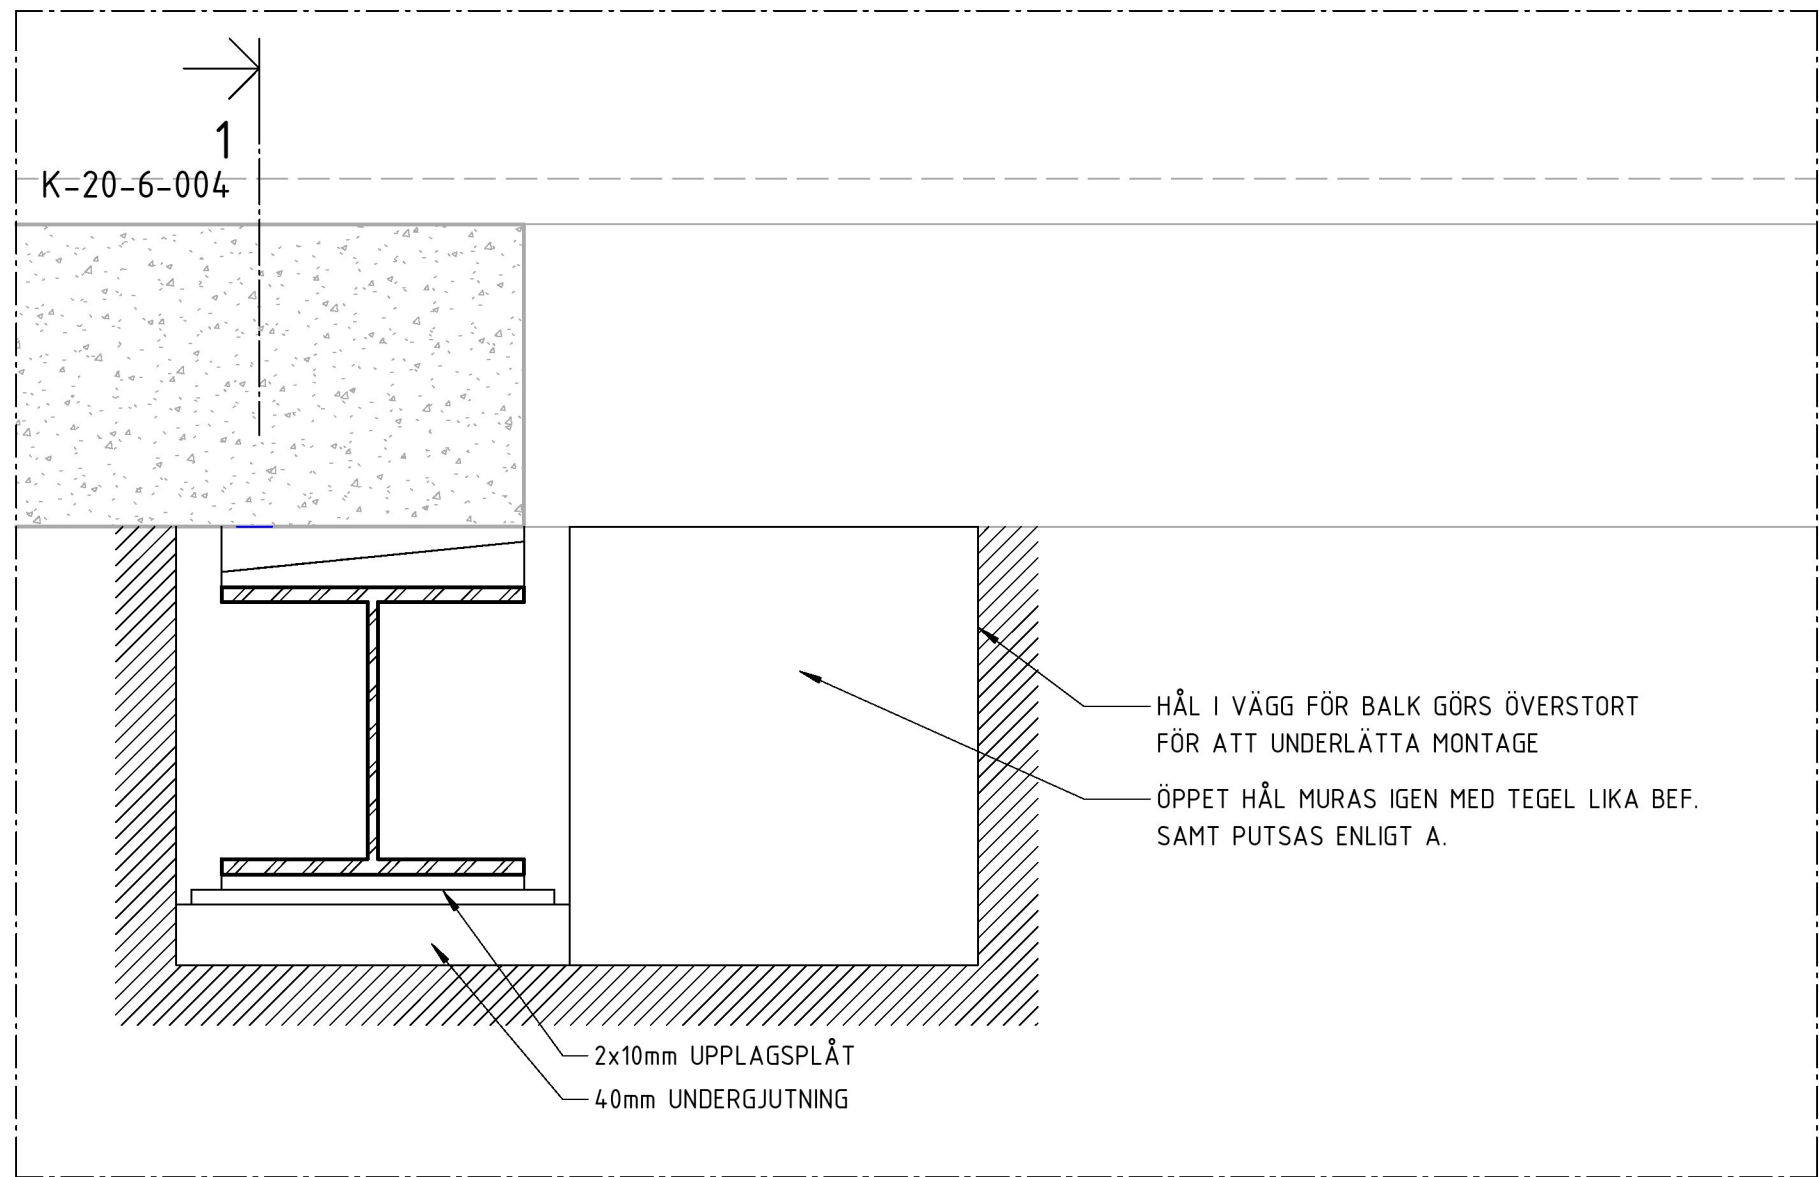 1
K-20-6-004
HÅL I VÄGG FÖR BALK GÖRS ÖVERSTORT
FÖR ATT UNDERLÄTTA MONTAGE
ÖPPET HÅL MURAS IGEN MED TEGEL LIKA BEF.
SAMT PUTSAS ENLIGT A.
2x10mm UPPLAGSPLÅT
40mm UNDERGJUTNING